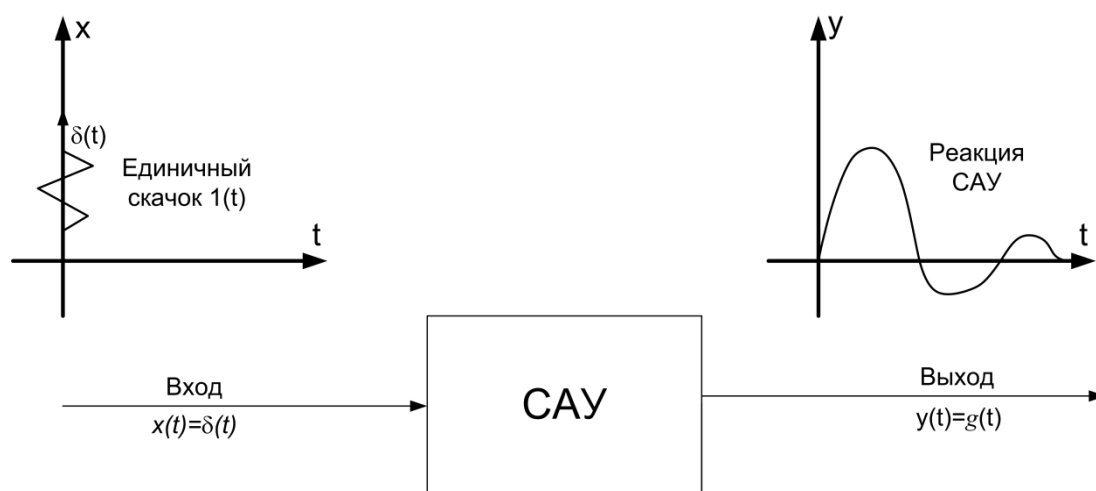 x
δ(t)
Единичный
скачок 1(t)
t
y
Реакция
САУ
t
Вход
x(t)=δ(t)
САУ
Выход
y(t)=g(t)